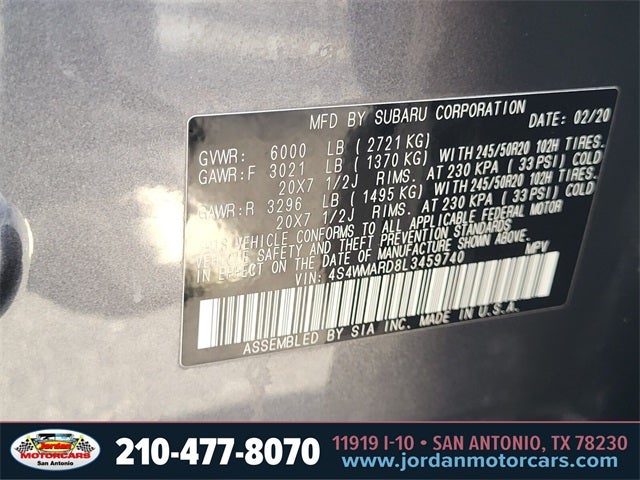 MFD BY SUBARU CORPORATION DATE: 02/20
GVWR: 6000 LB (2721 KG)
GAWR:F 3021 LB (1370 KG) WITH 245/50R20 102H TIRES.
20X7 1/2J RIMS. AT 230 KPA (33 PSI) COLD
GAWR:R 3296 LB (1495 KG) WITH 245/50R20 102H TIRES.
20X7 1/2J RIMS. AT 230 KPA (33 PSI) COLD
THIS VEHICLE CONFORMS TO ALL APPLICABLE FEDERAL MOTOR
VEHICLE SAFETY AND THEFT PREVENTION STANDARDS
IN EFFECT ON THE DATE OF MANUFACTURE SHOWN ABOVE.
VIN: 4S4WMARD8L3459740 MPV
ASSEMBLED BY SIA INC. MADE IN U.S.A.
Jordan
MOTORCARS
San Antonio
210-477-8070
11919 I-10 • SAN ANTONIO, TX 78230
www.jordanmotorcars.com